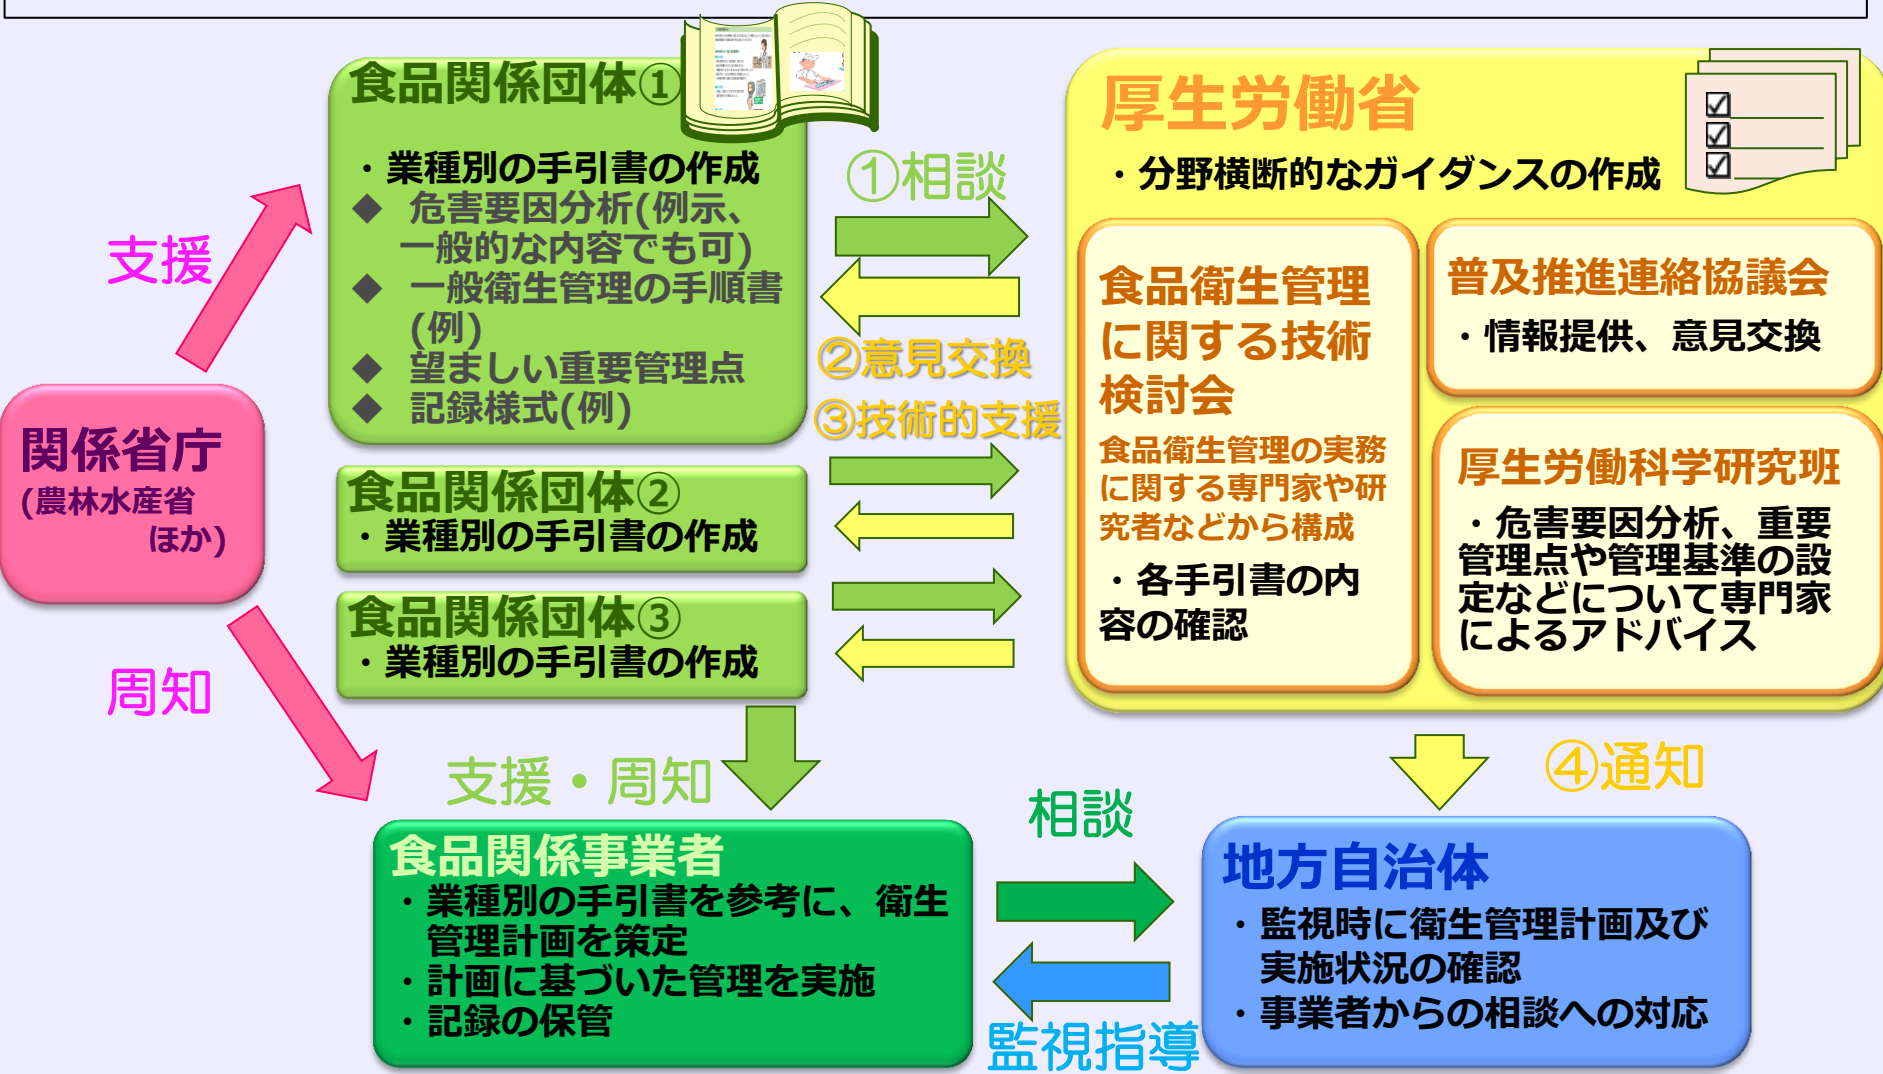 食品関係団体①
・業種別の手引書の作成
◆ 危害要因分析(例示、
一般的な内容でも可)
◆ 一般衛生管理の手順書
(例)
◆ 望ましい重要管理点
◆ 記録様式(例)
食品関係団体②
・業種別の手引書の作成
食品関係団体③
・業種別の手引書の作成
支援
関係省庁
(農林水産省
ほか)
周知
①相談
②意見交換
③技術的支援
厚生労働省
・分野横断的なガイダンスの作成
食品衛生管理
に関する技術
検討会
食品衛生管理の実務
に関する専門家や研
究者などから構成
・各手引書の内
容の確認
普及推進連絡協議会
・情報提供、意見交換
厚生労働科学研究班
・危害要因分析、重要
管理点や管理基準の設
定などについて専門家
によるアドバイス
支援・周知
④通知
食品関係事業者
・業種別の手引書を参考に、衛生
管理計画を策定
・計画に基づいた管理を実施
・記録の保管
相談
監視指導
地方自治体
・監視時に衛生管理計画及び
実施状況の確認
・事業者からの相談への対応